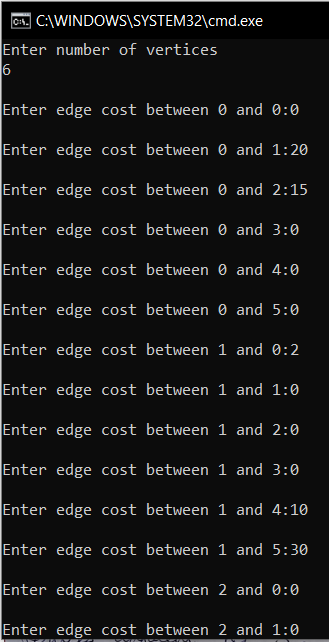 C:\WINDOWS\SYSTEM32\cmd.exe
Enter number of vertices
6
Enter edge cost between 0 and 0:0
Enter edge cost between 0 and 1:20
Enter edge cost between 0 and 2:15
Enter edge cost between 0 and 3:0
Enter edge cost between 0 and 4:0
Enter edge cost between 0 and 5:0
Enter edge cost between 1 and 0:2
Enter edge cost between 1 and 1:0
Enter edge cost between 1 and 2:0
Enter edge cost between 1 and 3:0
Enter edge cost between 1 and 4:10
Enter edge cost between 1 and 5:30
Enter edge cost between 2 and 0:0
Enter edge cost between 2 and 1:0